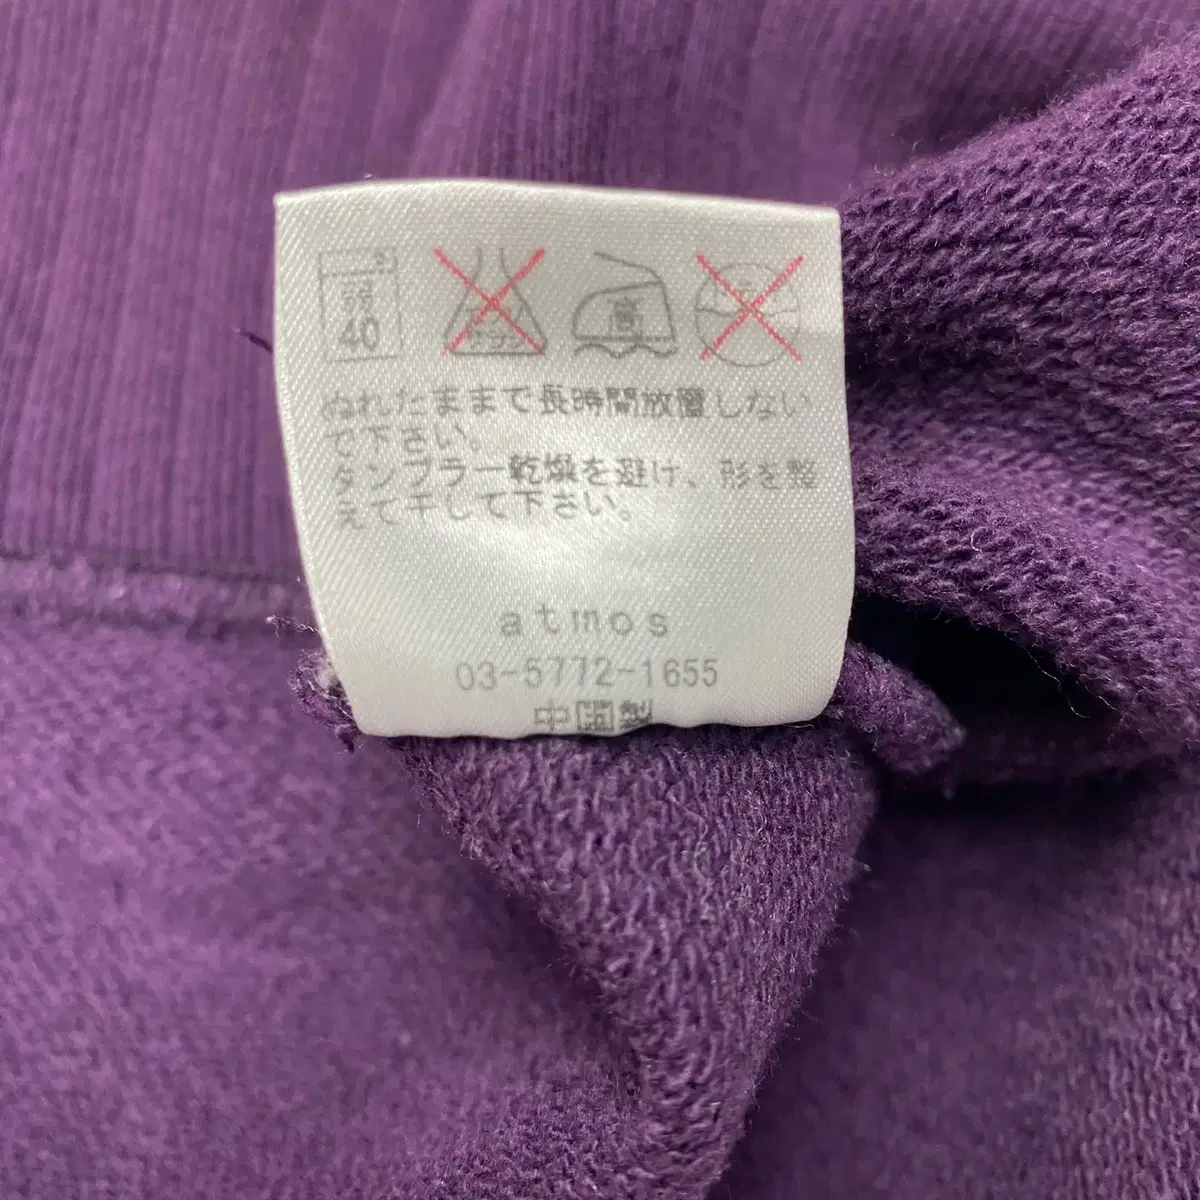 弱
40
高
ぬれたままで長時間放置しない
で下さい。
タンブラー乾燥を避け、形を整
えて干して下さい。
atmos
03-5772-1655
中国製